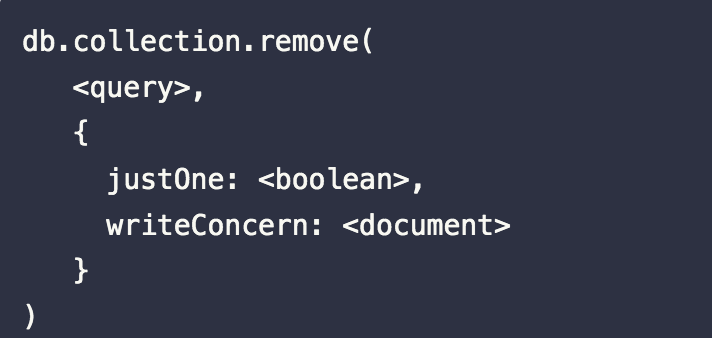 db.collection.remove(
   <query>,
   {
     justOne: <boolean>,
     writeConcern: <document>
   }
)